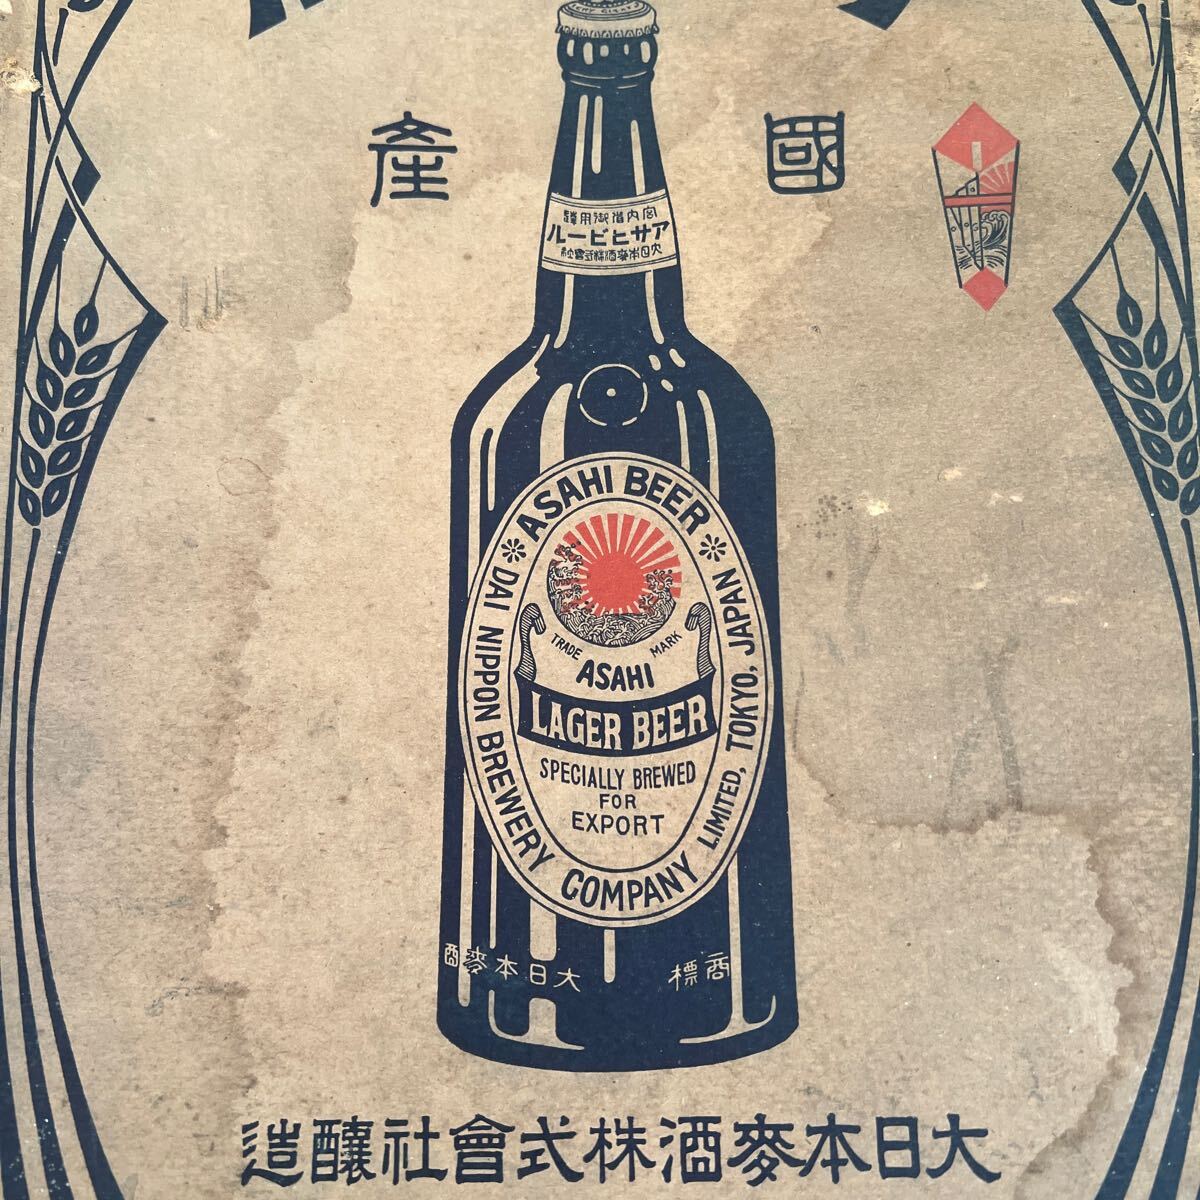 國產
宮内省御用達
アサヒビール
大日本麥酒株式會社
ASAHI BEER
DAI NIPPON BREWERY COMPANY LIMITED, TOKYO, JAPAN
TRADE MARK
ASAHI
LAGER BEER
SPECIALLY BREWED
FOR
EXPORT
商標
大日本麥酒
大日本麥酒株式會社釀造